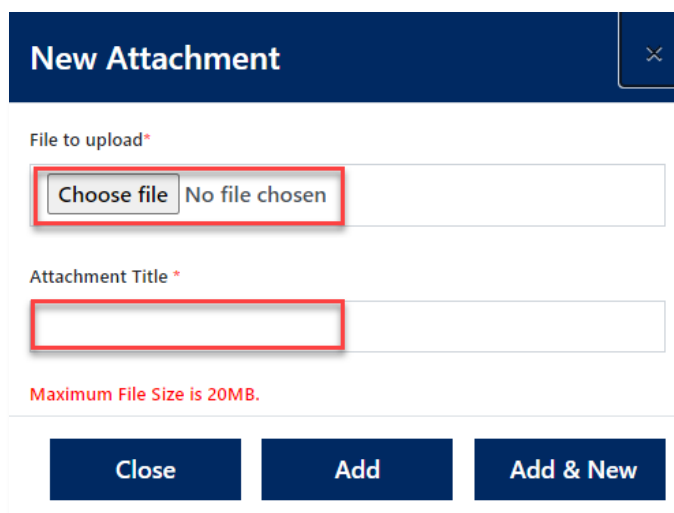 New Attachment
File to upload*
Choose file No file chosen
Attachment Title *
Maximum File Size is 20MB.
Close Add Add & New